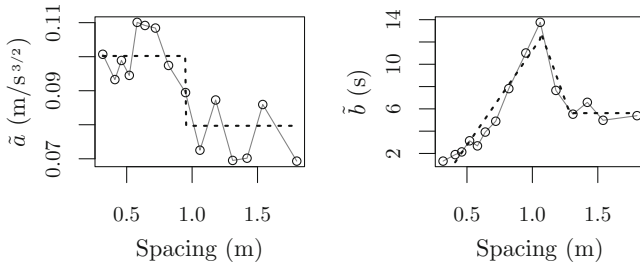 ã (m/s^{3/2})
0.07 0.09 0.11
0.5 1.0 1.5
Spacing (m)
b̃ (s)
2 6 10 14
0.5 1.0 1.5
Spacing (m)